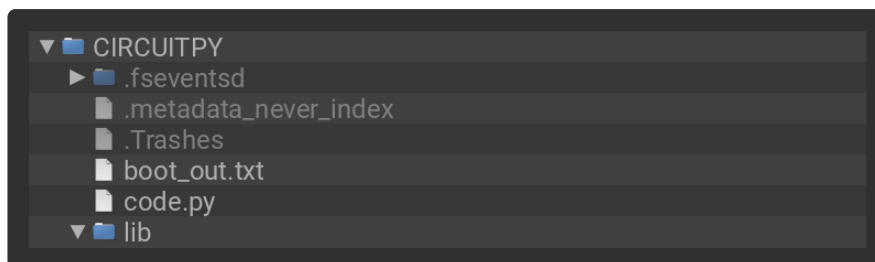 CIRCUITPY
.fseventsd
.metadata_never_index
.Trashes
boot_out.txt
code.py
lib